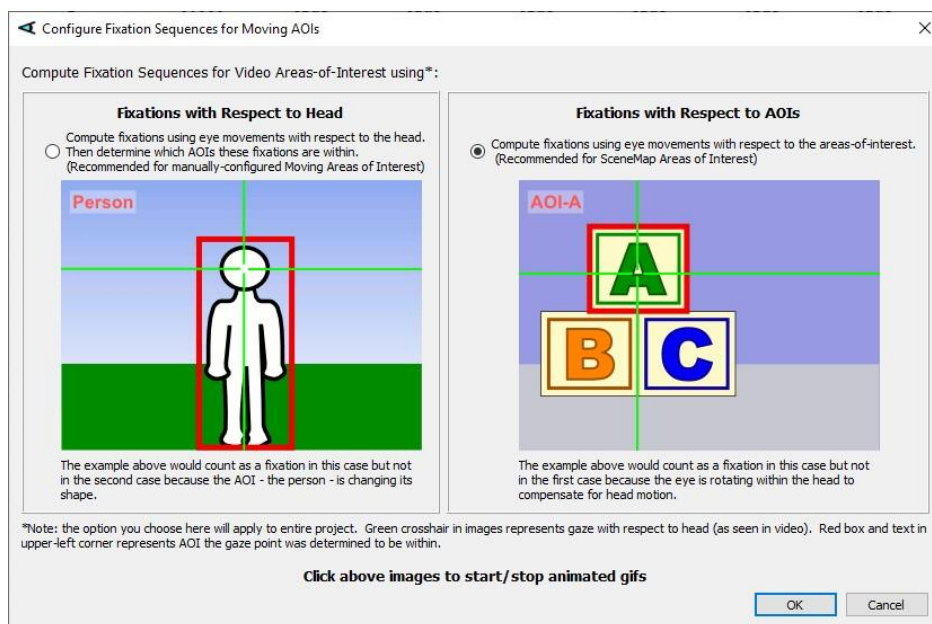 Configure Fixation Sequences for Moving AOIs
Compute Fixation Sequences for Video Areas-of-Interest using*:
Fixations with Respect to Head
Compute fixations using eye movements with respect to the head.
Then determine which AOIs these fixations are within.
(Recommended for manually-configured Moving Areas of Interest)
Person
The example above would count as a fixation in this case but not
in the second case because the AOI - the person - is changing its
shape.
Fixations with Respect to AOIs
Compute fixations using eye movements with respect to the areas-of-interest.
(Recommended for SceneMap Areas of Interest)
AOI-A
A
B C
The example above would count as a fixation in this case but not
in the first case because the eye is rotating within the head to
compensate for head motion.
*Note: the option you choose here will apply to entire project. Green crosshair in images represents gaze with respect to head (as seen in video). Red box and text in
upper-left corner represents AOI the gaze point was determined to be within.
Click above images to start/stop animated gifs
OK Cancel